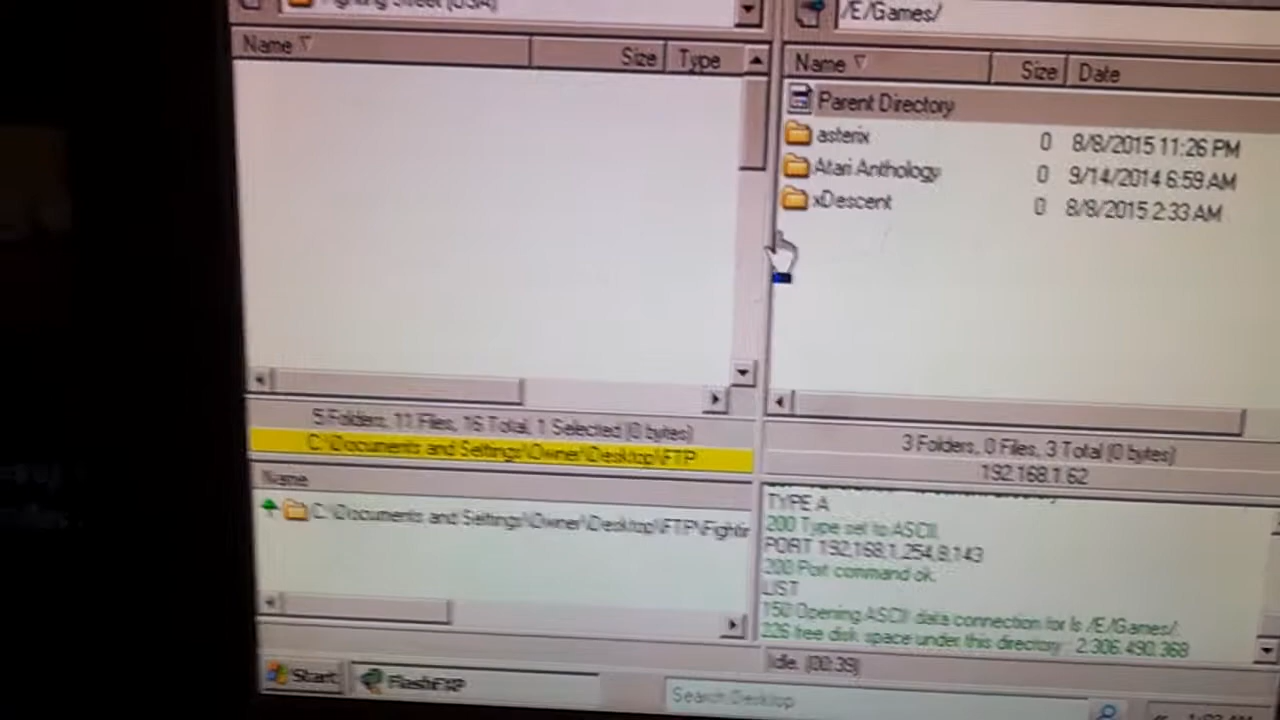 Fighting Street (USA)
/E/Games/
Name Size Type
Name Size Date
Parent Directory
asterix 0 8/8/2015 11:26 PM
Atari Anthology 0 9/14/2014 6:59 AM
xDescent 0 8/8/2015 2:33 AM
5 Folders, 11 Files, 16 Total, 1 Selected (0 bytes)
C:\Documents and Settings\Owner\Desktop\FTP
3 Folders, 0 Files, 3 Total (0 bytes)
192.168.1.62
Name
C:\Documents and Settings\Owner\Desktop\FTP\Fightin
TYPE A
200 Type set to ASCII.
PORT 192,168,1,254,9,143
200 Port command ok.
LIST
150 Opening ASCII data connection for ls /E/Games/.
226 free disk space under this directory : 2,306,490,368
Idle. (00:39)
Start FlashFXP
Search Desktop